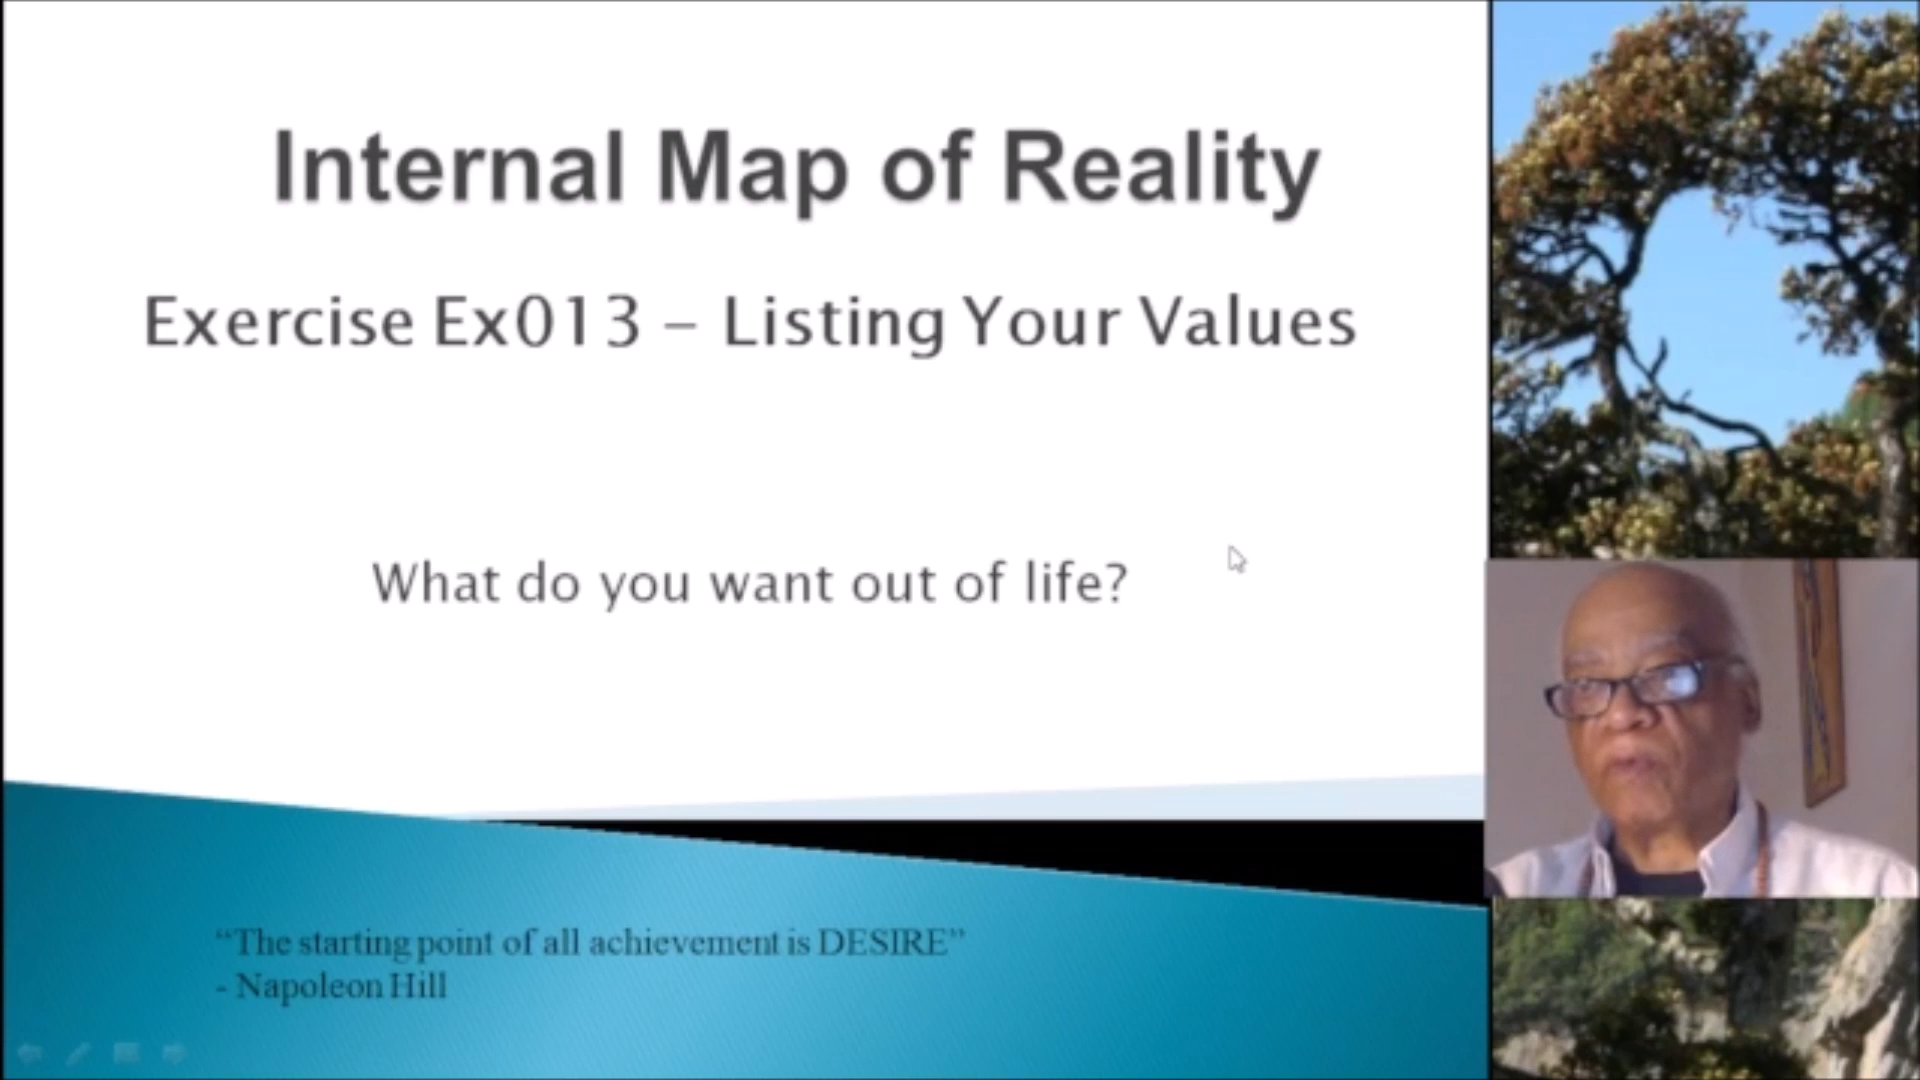 Internal Map of Reality
Exercise Ex013 – Listing Your Values
What do you want out of life?
“The starting point of all achievement is DESIRE”
- Napoleon Hill